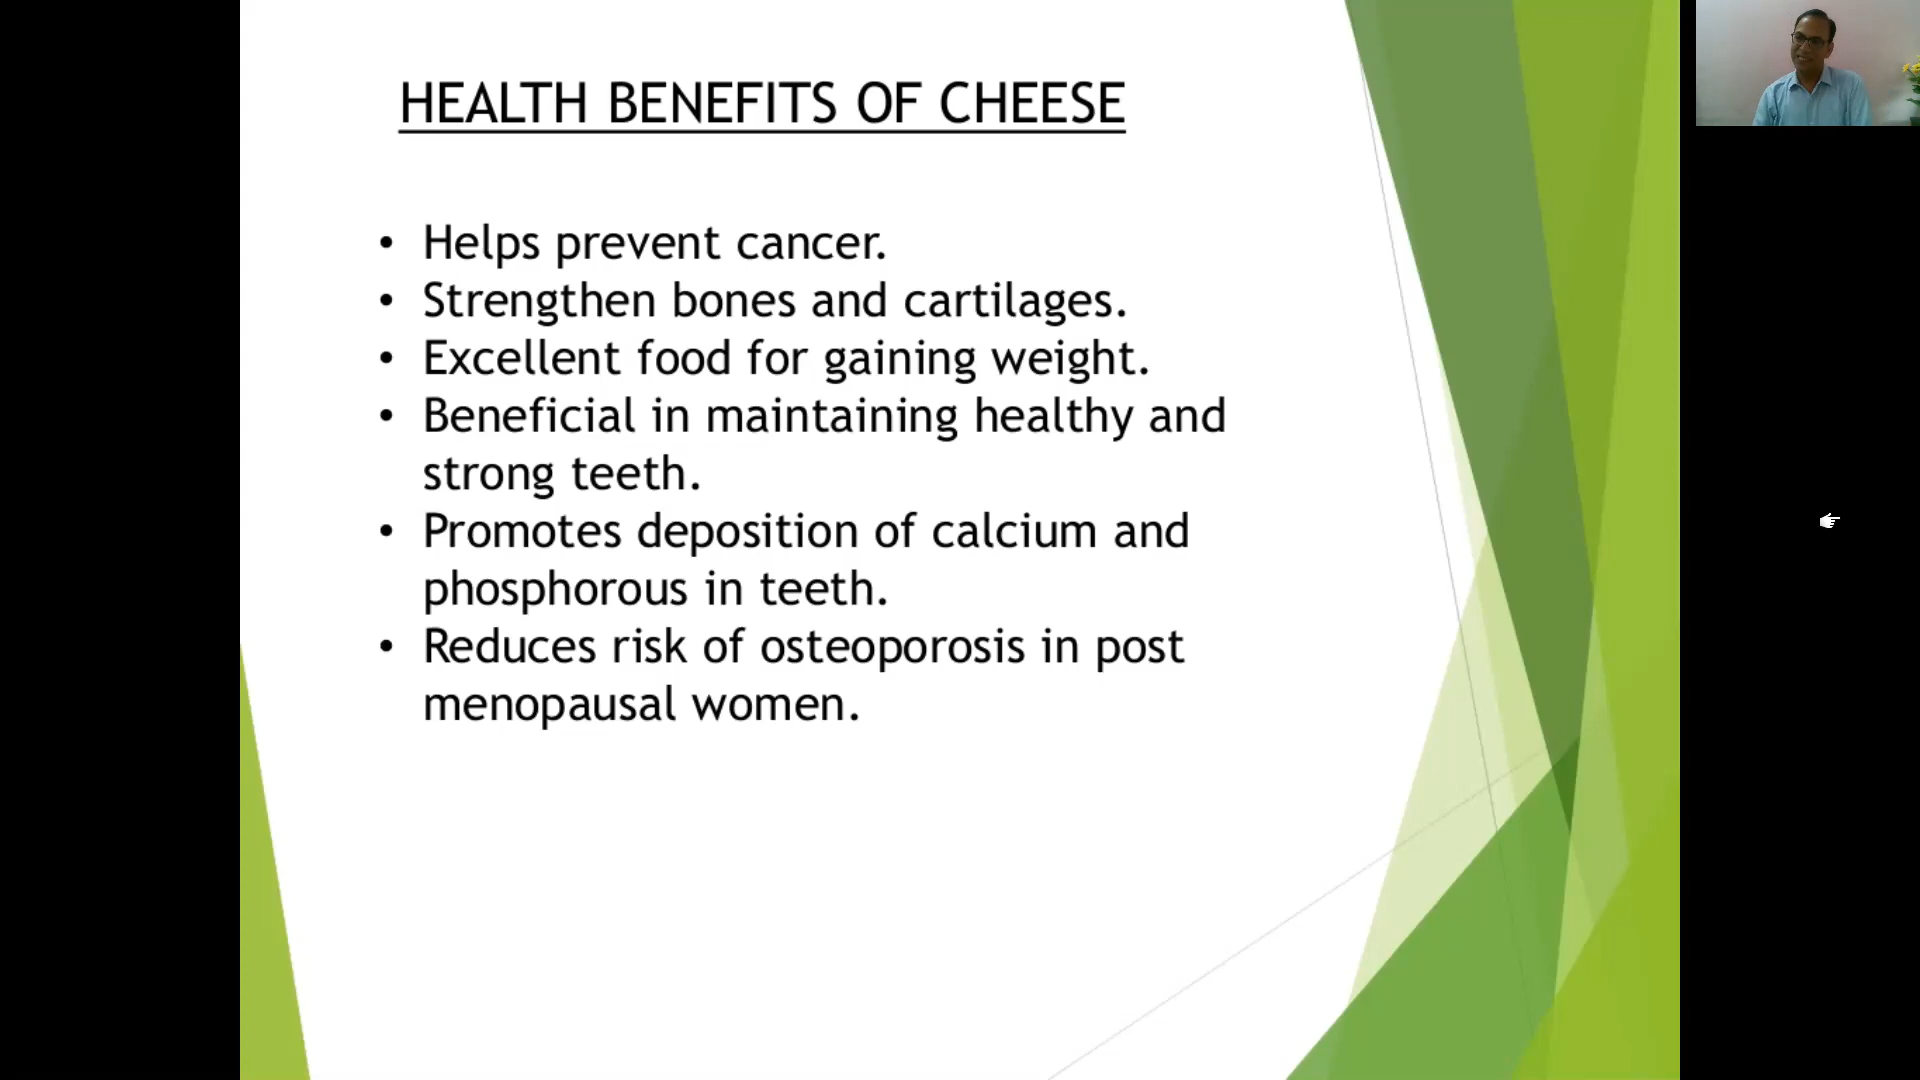 HEALTH BENEFITS OF CHEESE
• Helps prevent cancer.
• Strengthen bones and cartilages.
• Excellent food for gaining weight.
• Beneficial in maintaining healthy and
strong teeth.
• Promotes deposition of calcium and
phosphorous in teeth.
• Reduces risk of osteoporosis in post
menopausal women.